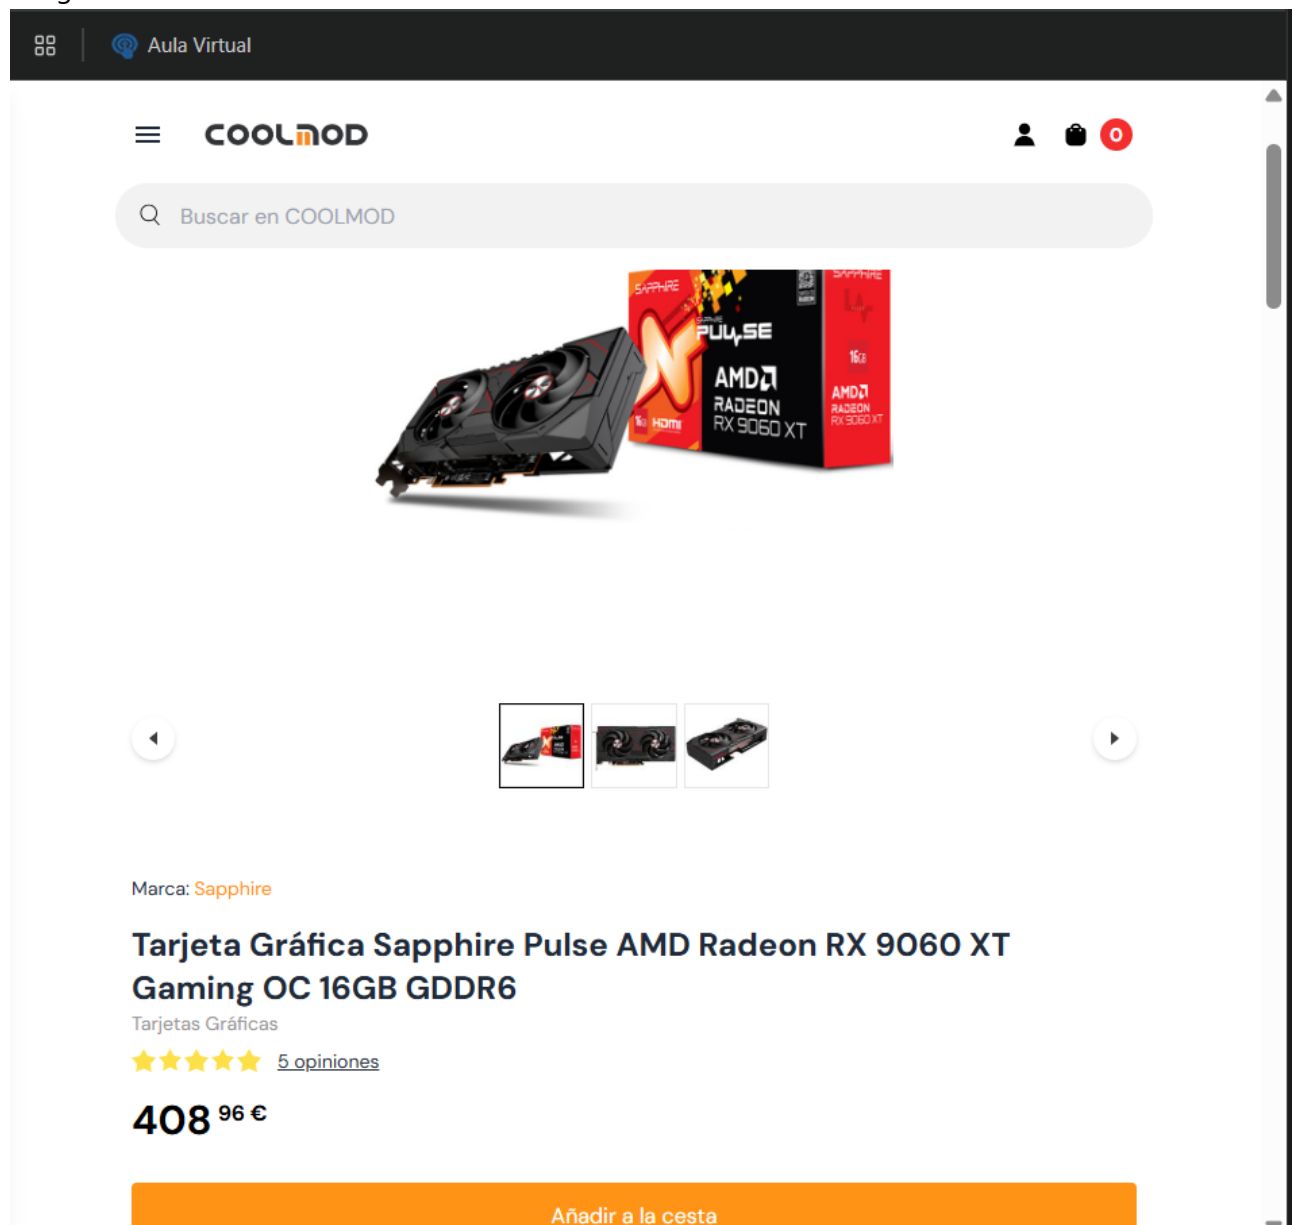 Aula Virtual
COOLMOD
0
Buscar en COOLMOD
SAPPHIRE
SAPPHIRE
SAPPHIRE
PULSE
16GB
AMD
RADEON
RX 9060 XT
AMD
RADEON
RX 9060 XT
16GB HDMI
Marca: Sapphire
Tarjeta Gráfica Sapphire Pulse AMD Radeon RX 9060 XT
Gaming OC 16GB GDDR6
Tarjetas Gráficas
5 opiniones
408 96 €
Añadir a la cesta